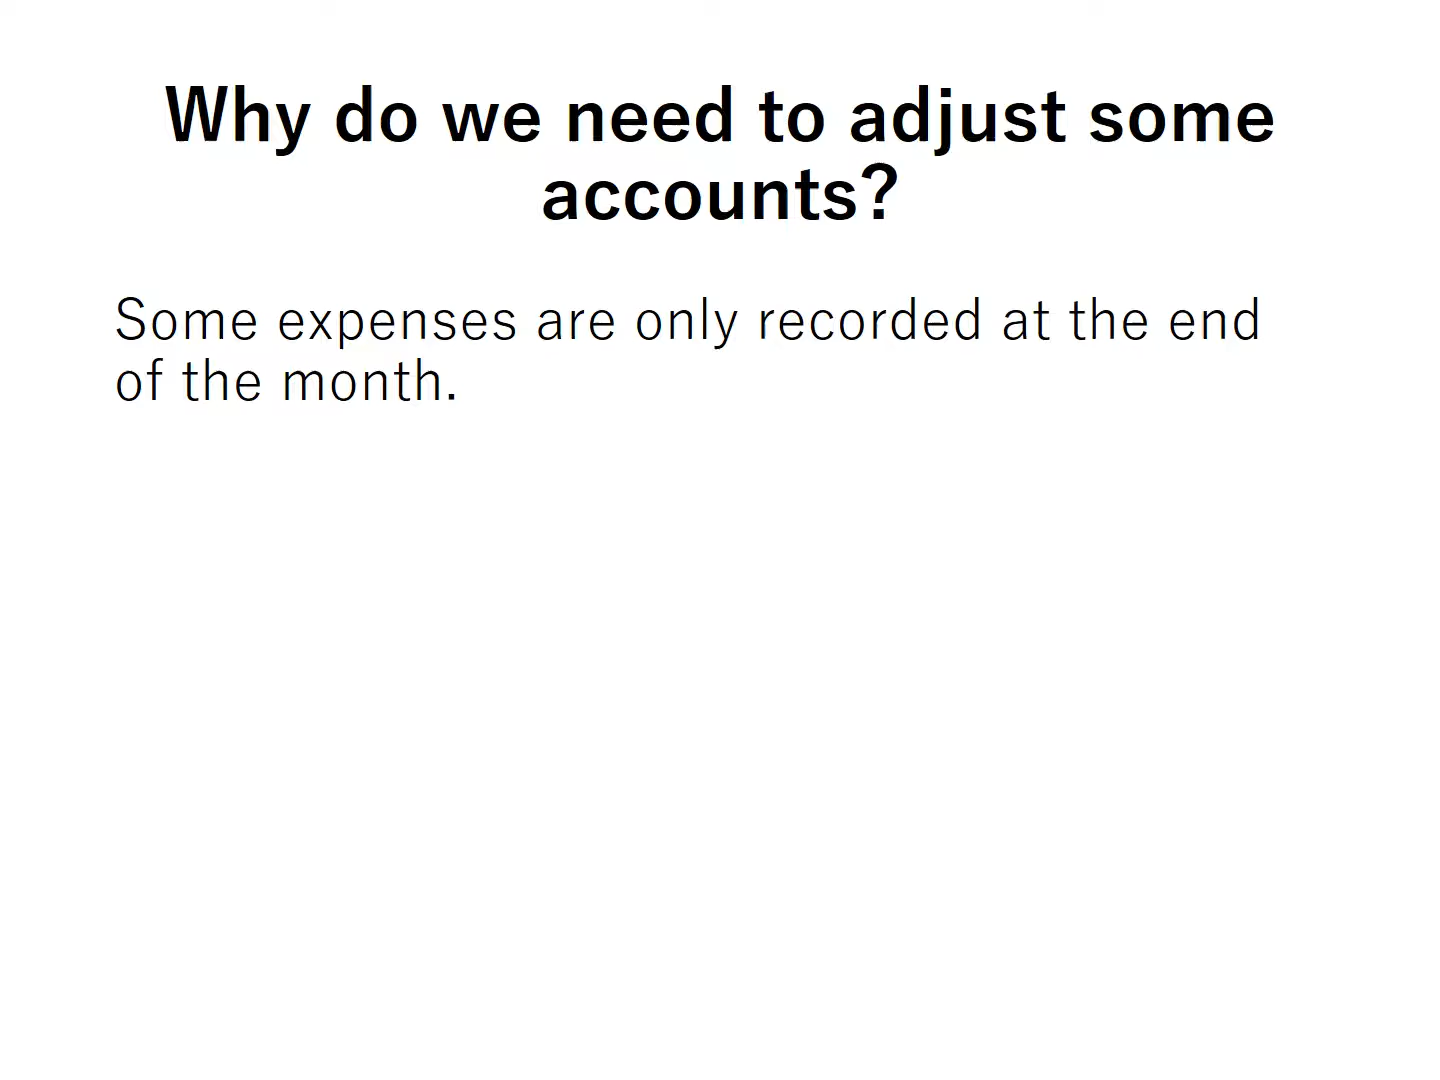 Why do we need to adjust some
accounts?
Some expenses are only recorded at the end
of the month.